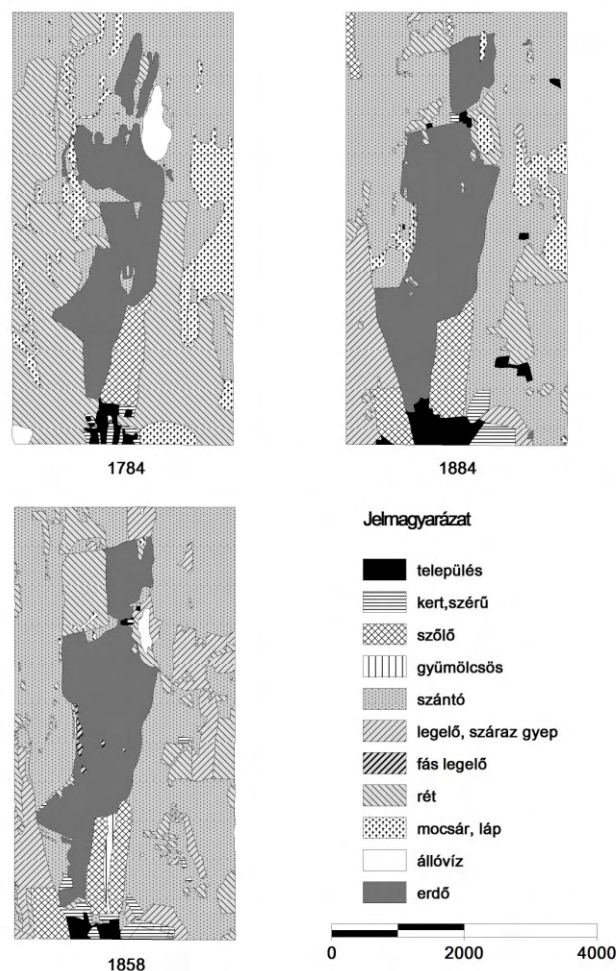 1784
1884
1858
Jelmagyarázat
település
kert,szérű
szőlő
gyümölcsös
szántó
legelő, száraz gyep
fás legelő
rét
mocsár, láp
állóvíz
erdő
0 2000 4000